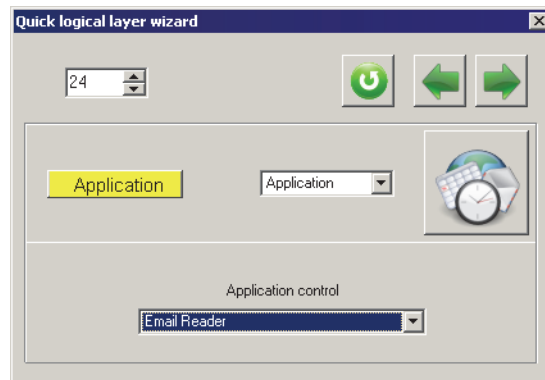 Quick logical layer wizard
24
Application
Application
Application control
Email Reader